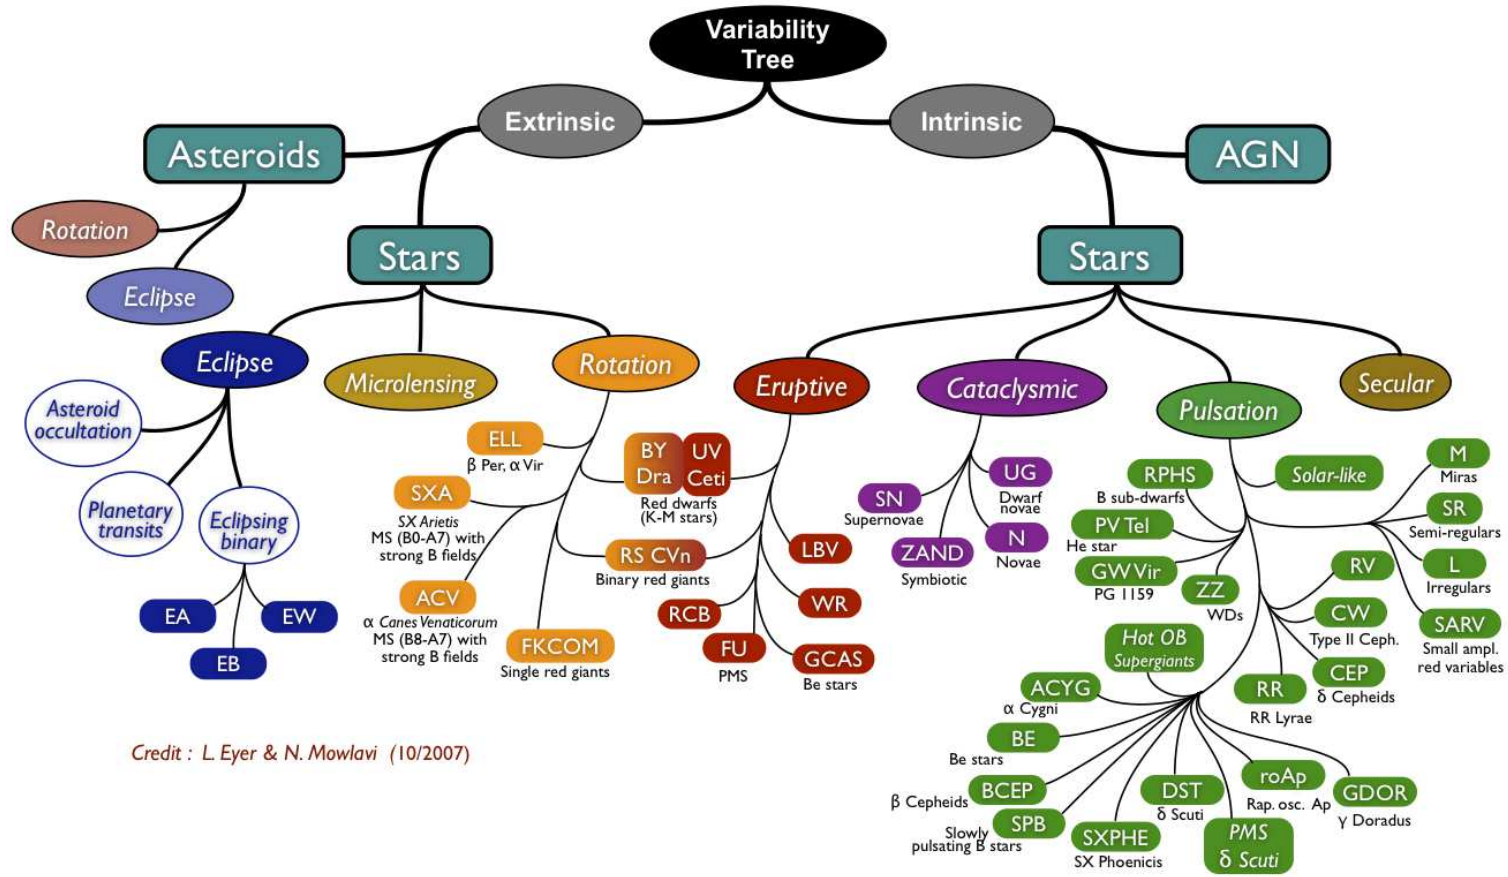 Variability
Tree
Extrinsic
Intrinsic
Asteroids
AGN
Rotation
Eclipse
Stars
Stars
Eclipse
Microlensing
Rotation
Eruptive
Cataclysmic
Pulsation
Secular
Asteroid
occultation
Planetary
transits
Eclipsing
binary
EA
EB
EW
ELL
β Per, α Vir
SXA
SX Arietis
MS (B0-A7) with
strong B fields
ACV
α Canes Venaticorum
MS (B8-A7) with
strong B fields
FKCOM
Single red giants
BY
Dra
UV
Ceti
Red dwarfs
(K-M stars)
RS CVn
Binary red giants
LBV
WR
RCB
FU
PMS
GCAS
Be stars
SN
Supernovae
ZAND
Symbiotic
UG
Dwarf
novae
N
Novae
RPHS
B sub-dwarfs
PV Tel
He star
GW Vir
PG 1159
ZZ
WDs
Solar-like
M
Miras
SR
Semi-regulars
L
Irregulars
SARV
Small ampl.
red variables
RV
CW
Type II Ceph.
CEP
δ Cepheids
RR
RR Lyrae
Hot OB
Supergiants
ACYG
α Cygni
BE
Be stars
BCEP
β Cepheids
SPB
Slowly
pulsating B stars
SXPHE
SX Phoenicis
DST
δ Scuti
PMS
δ Scuti
roAp
Rap. osc. Ap
GDOR
γ Doradus
Credit : L. Eyer & N. Mowlavi (10/2007)